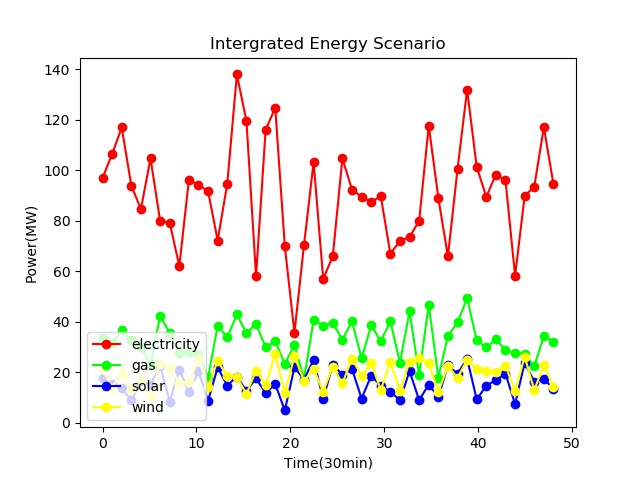 Intergrated Energy Scenario
Power(MW)
140
120
100
80
60
40
20
0
electricity
gas
solar
wind
0 10 20 30 40 50
Time(30min)